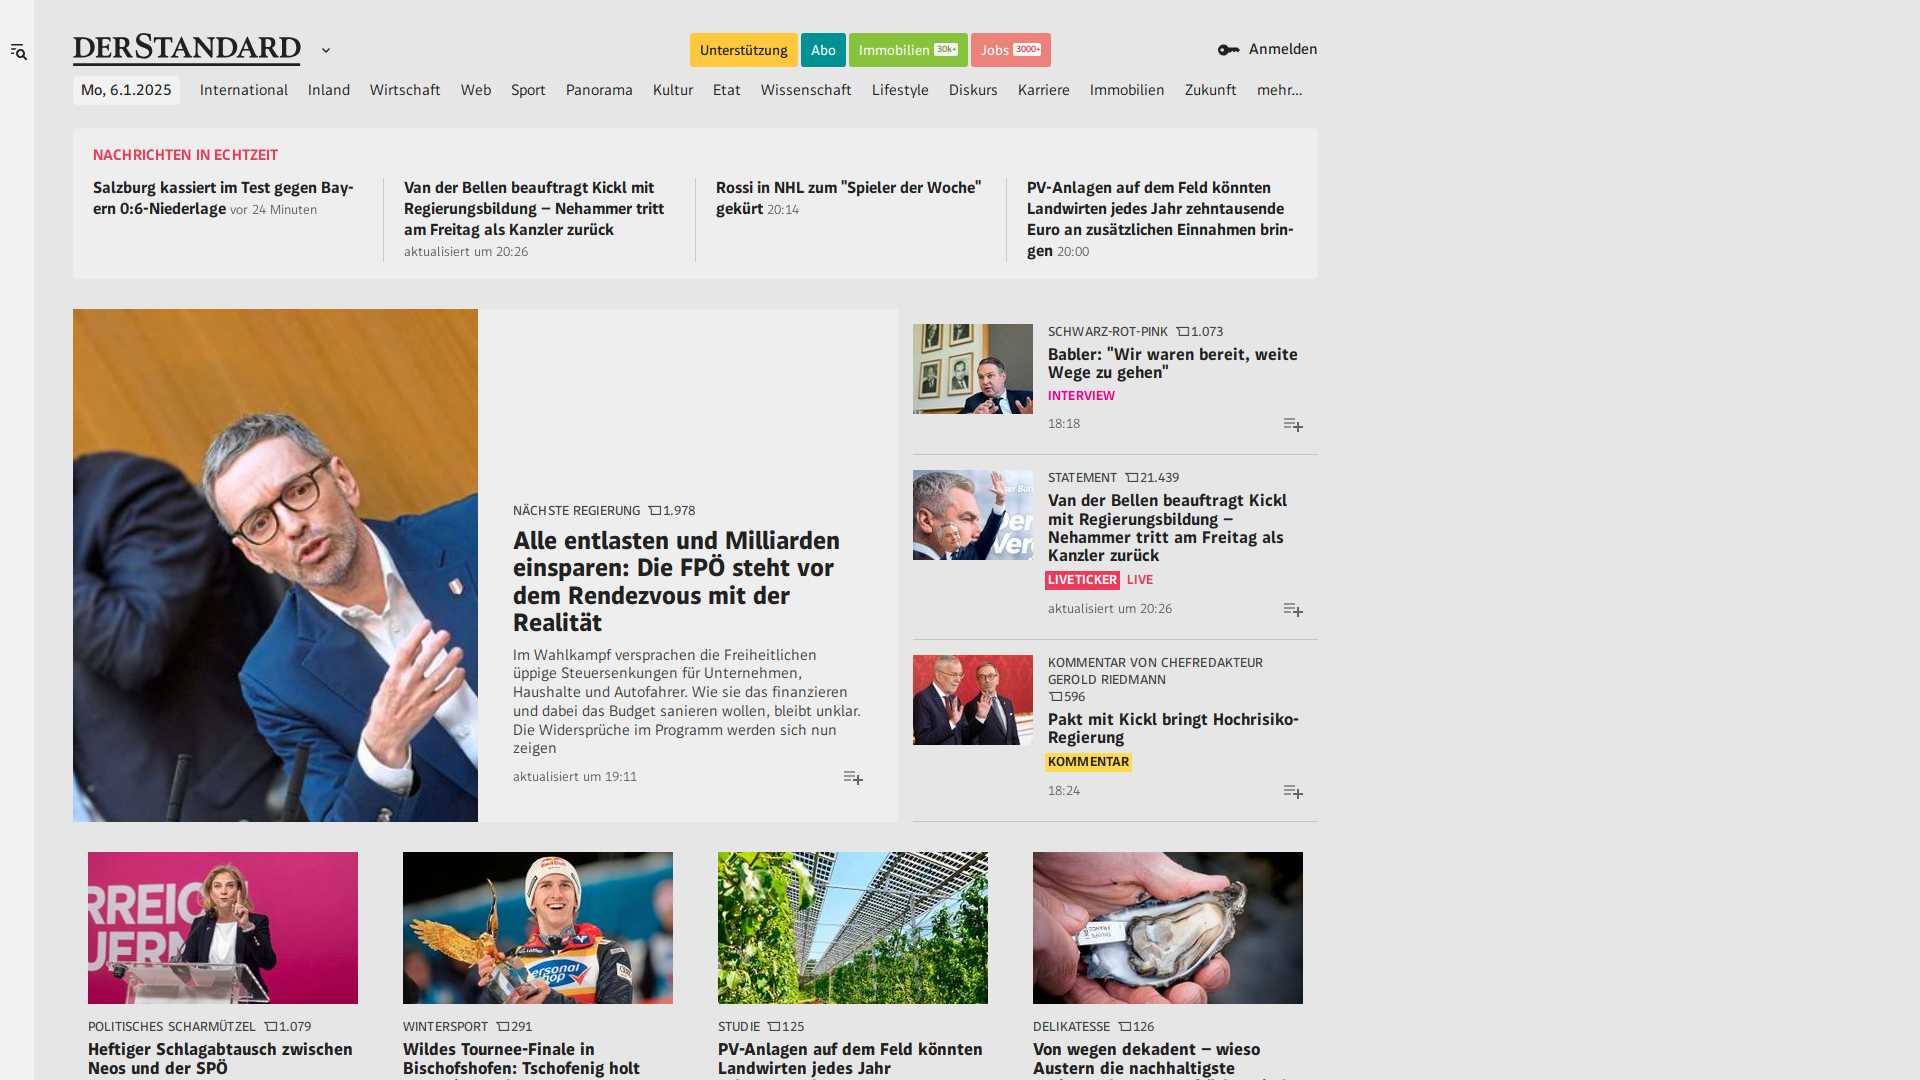 DERSTANDARD
Unterstützung
Abo
Immobilien 30k+
Jobs 3000+
Anmelden
Mo, 6.1.2025
International
Inland
Wirtschaft
Web
Sport
Panorama
Kultur
Etat
Wissenschaft
Lifestyle
Diskurs
Karriere
Immobilien
Zukunft
mehr...
NACHRICHTEN IN ECHTZEIT
Salzburg kassiert im Test gegen Bay-
ern 0:6-Niederlage vor 24 Minuten
Van der Bellen beauftragt Kickl mit
Regierungsbildung – Nehammer tritt
am Freitag als Kanzler zurück
aktualisiert um 20:26
Rossi in NHL zum "Spieler der Woche"
gekürt 20:14
PV-Anlagen auf dem Feld könnten
Landwirten jedes Jahr zehntausende
Euro an zusätzlichen Einnahmen brin-
gen 20:00
NÄCHSTE REGIERUNG 1.978
Alle entlasten und Milliarden
einsparen: Die FPÖ steht vor
dem Rendezvous mit der
Realität
Im Wahlkampf versprachen die Freiheitlichen
üppige Steuersenkungen für Unternehmen,
Haushalte und Autofahrer. Wie sie das finanzieren
und dabei das Budget sanieren wollen, bleibt unklar.
Die Widersprüche im Programm werden sich nun
zeigen
aktualisiert um 19:11
SCHWARZ-ROT-PINK 1.073
Babler: "Wir waren bereit, weite
Wege zu gehen"
INTERVIEW
18:18
STATEMENT 21.439
Van der Bellen beauftragt Kickl
mit Regierungsbildung –
Nehammer tritt am Freitag als
Kanzler zurück
LIVETICKER LIVE
aktualisiert um 20:26
KOMMENTAR VON CHEFREDAKTEUR
GEROLD RIEDMANN
596
Pakt mit Kickl bringt Hochrisiko-
Regierung
KOMMENTAR
18:24
RREIC
UERN
POLITISCHES SCHARMÜTZEL 1.079
Heftiger Schlagabtausch zwischen
Neos und der SPÖ
personal
shop
WINTERSPORT 291
Wildes Tournee-Finale in
Bischofshofen: Tschofenig holt
STUDIE 125
PV-Anlagen auf dem Feld könnten
Landwirten jedes Jahr
DELIKATESSE 126
Von wegen dekadent – wieso
Austern die nachhaltigste